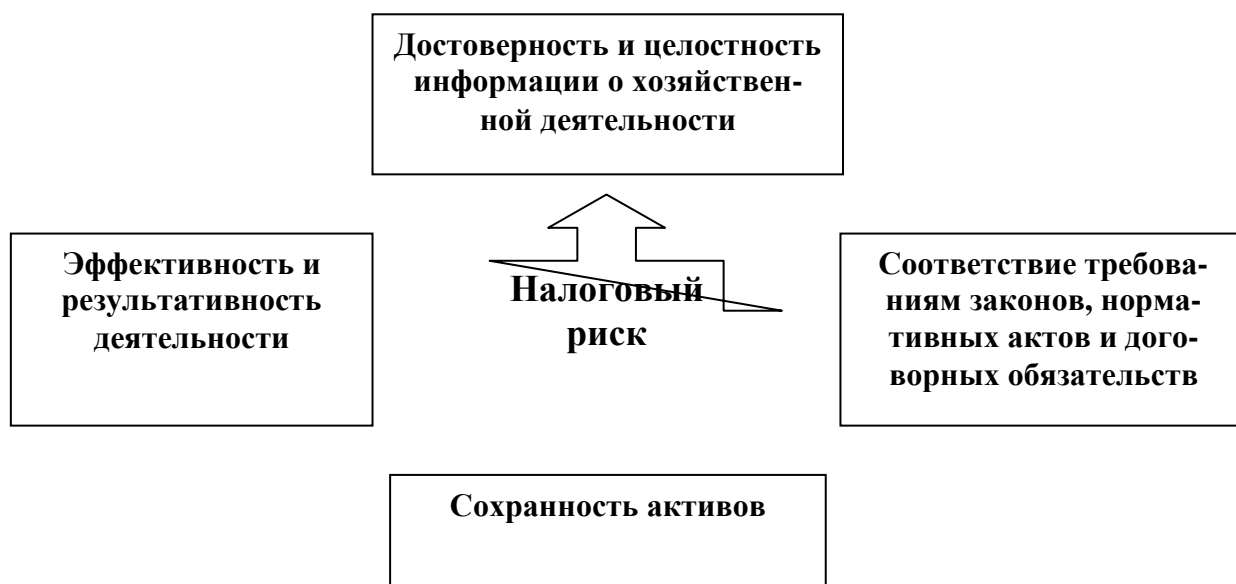 Достоверность и целостность
информации о хозяйствен-
ной деятельности
Эффективность и
результативность
деятельности
Налоговый
риск
Соответствие требова-
ниям законов, норма-
тивных актов и дого-
ворных обязательств
Сохранность активов